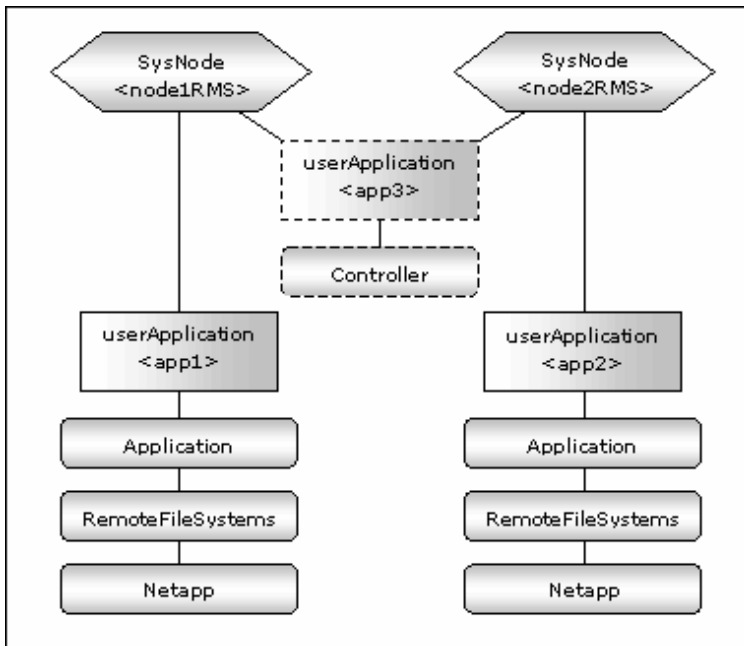 SysNode
<node1RMS>
SysNode
<node2RMS>
userApplication
<app3>
Controller
userApplication
<app1>
userApplication
<app2>
Application
Application
RemoteFileSystems
RemoteFileSystems
Netapp
Netapp